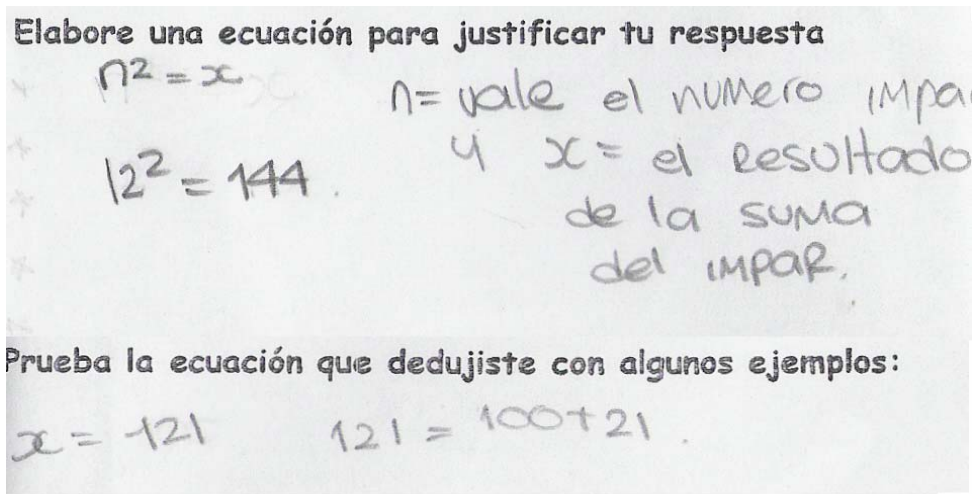 Elabore una ecuación para justificar tu respuesta
n² = x
n = vale el numero impa
12² = 144.
y x = el Resultado
de la suma
del impar.
Prueba la ecuación que dedujiste con algunos ejemplos:
x = 121 121 = 100+21.